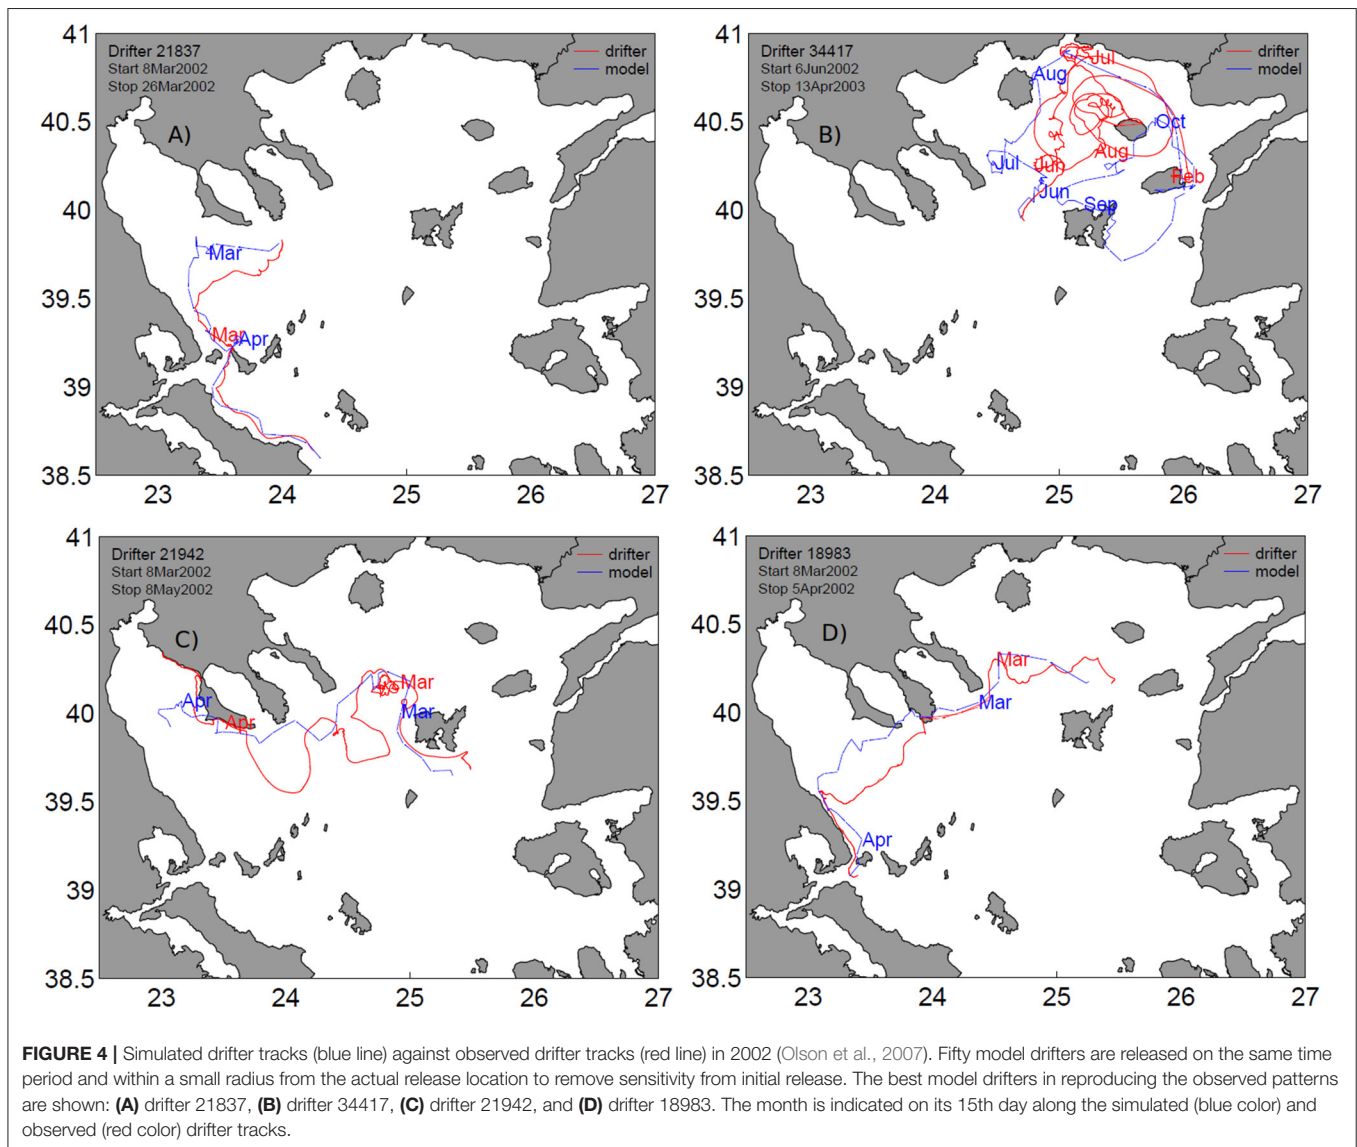 41
40.5
40
39.5
39
38.5
23
24
25
26
27
Drifter 21837
Start 8Mar2002
Stop 26Mar2002
drifter
model
A)
Mar
Mar
Apr
41
40.5
40
39.5
39
38.5
23
24
25
26
27
Drifter 34417
Start 6Jun2002
Stop 13Apr2003
drifter
model
B)
Jul
Aug
Oct
Aug
Jul
Jun
Feb
Jun
Sep
41
40.5
40
39.5
39
38.5
23
24
25
26
27
Drifter 21942
Start 8Mar2002
Stop 8May2002
drifter
model
C)
Mar
Apr
Mar
Apr
41
40.5
40
39.5
39
38.5
23
24
25
26
27
Drifter 18983
Start 8Mar2002
Stop 5Apr2002
drifter
model
D)
Mar
Mar
Apr
FIGURE 4 | Simulated drifter tracks (blue line) against observed drifter tracks (red line) in 2002 (Olson et al., 2007). Fifty model drifters are released on the same time
period and within a small radius from the actual release location to remove sensitivity from initial release. The best model drifters in reproducing the observed patterns
are shown: (A) drifter 21837, (B) drifter 34417, (C) drifter 21942, and (D) drifter 18983. The month is indicated on its 15th day along the simulated (blue color) and
observed (red color) drifter tracks.